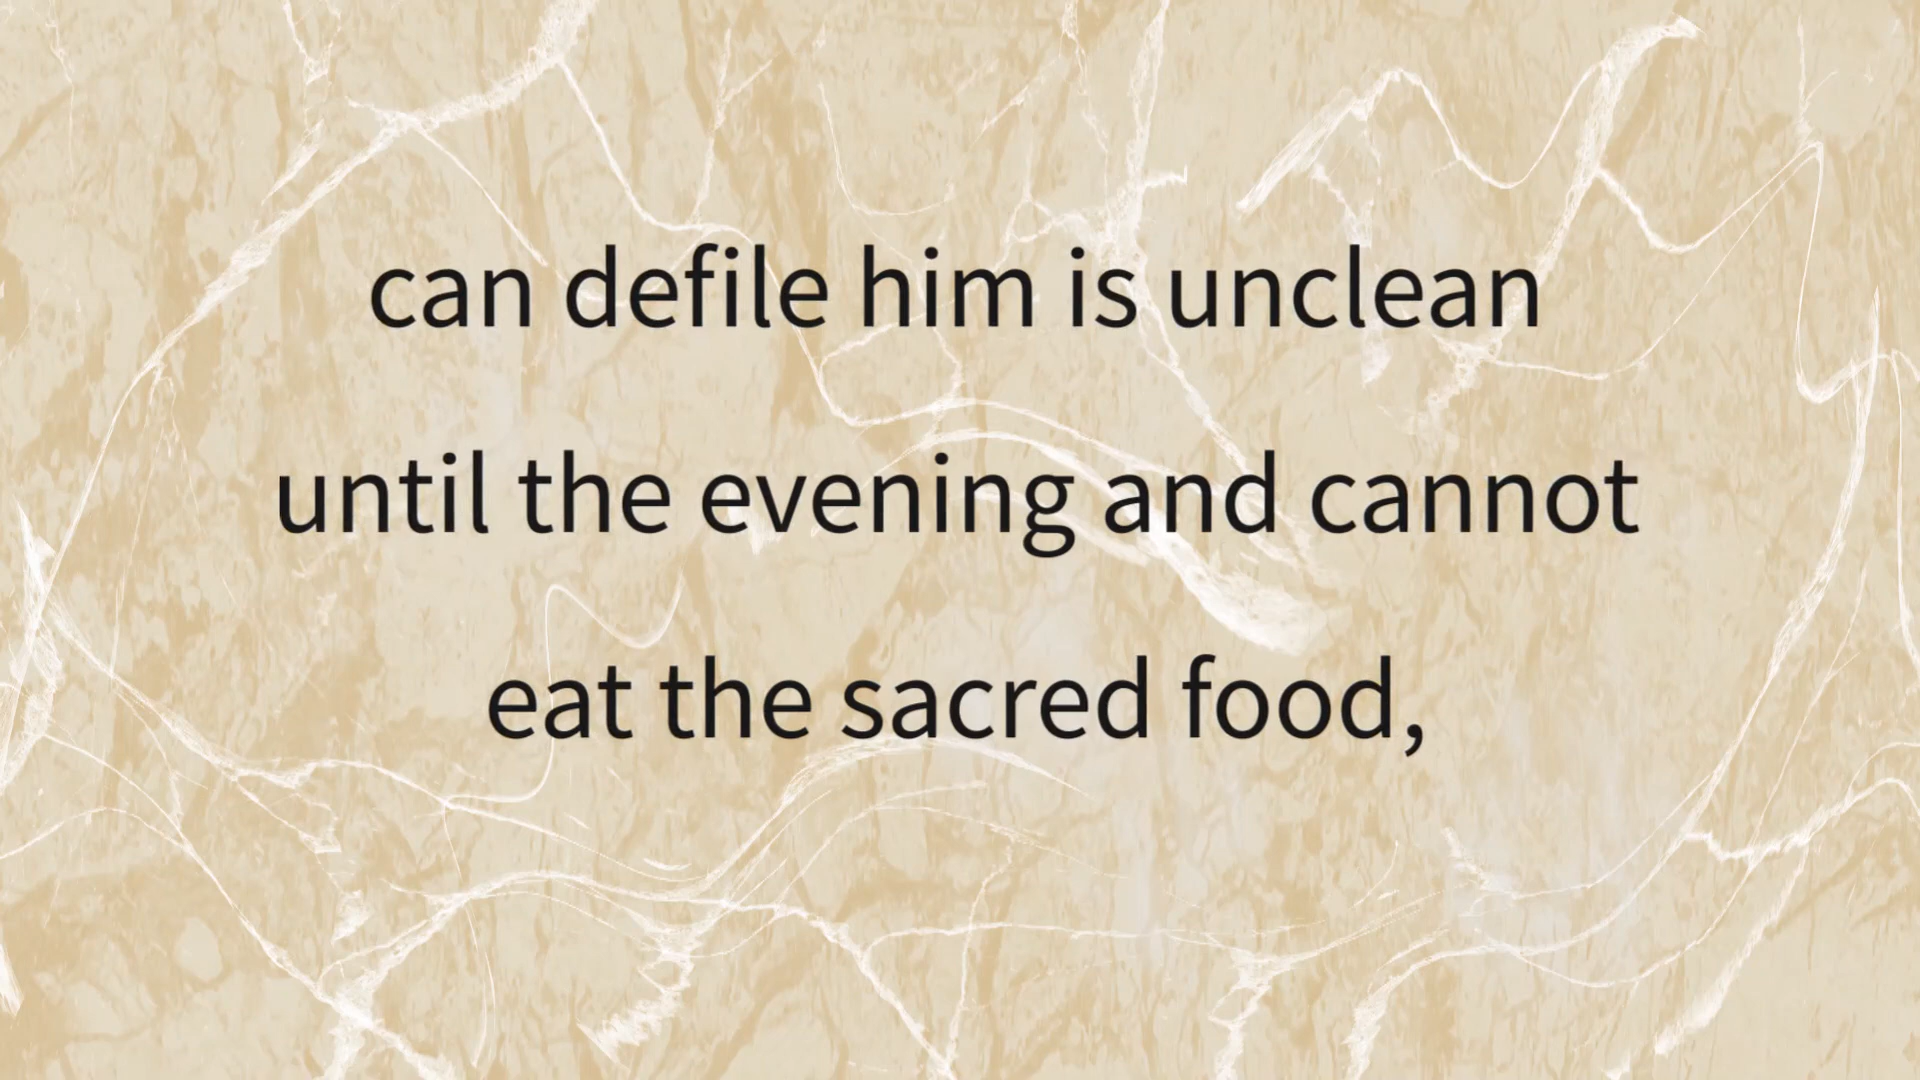 can defile him is unclean
until the evening and cannot
eat the sacred food,